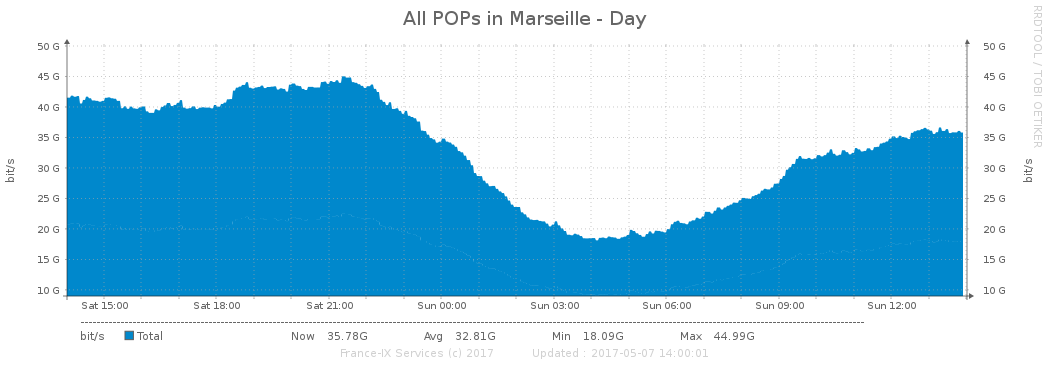 All POPs in Marseille - Day
RRDTOOL / TOBI OETIKER
bit/s
50 G 50 G
45 G 45 G
40 G 40 G
35 G 35 G
30 G 30 G
25 G 25 G
20 G 20 G
15 G 15 G
10 G 10 G
bit/s
Sat 15:00 Sat 18:00 Sat 21:00 Sun 00:00 Sun 03:00 Sun 06:00 Sun 09:00 Sun 12:00
bit/s Total Now 35.78G Avg 32.81G Min 18.09G Max 44.99G
France-IX Services (c) 2017 Updated : 2017-05-07 14:00:01